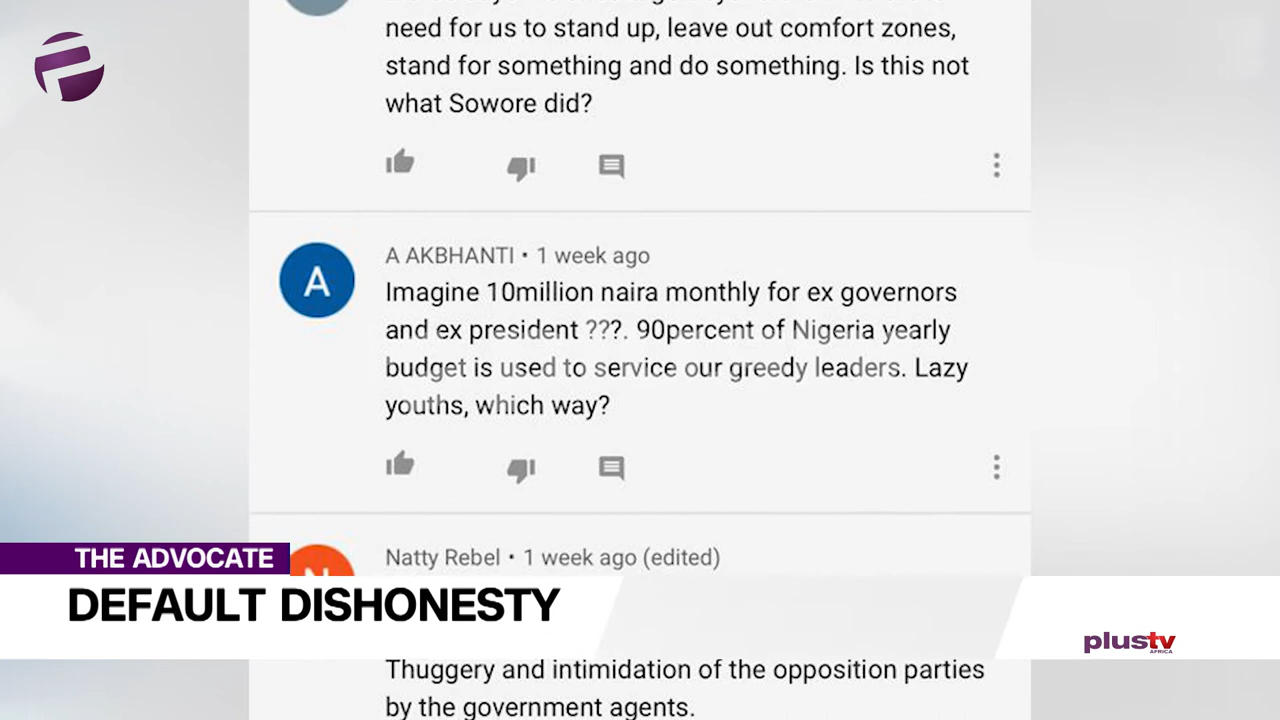 need for us to stand up, leave out comfort zones,
stand for something and do something. Is this not
what Sowore did?
A
A AKBHANTI • 1 week ago
Imagine 10million naira monthly for ex governors
and ex president ???. 90percent of Nigeria yearly
budget is used to service our greedy leaders. Lazy
youths, which way?
Natty Rebel • 1 week ago (edited)
THE ADVOCATE
DEFAULT DISHONESTY
plustv
AFRICA
Thuggery and intimidation of the opposition parties
by the government agents.